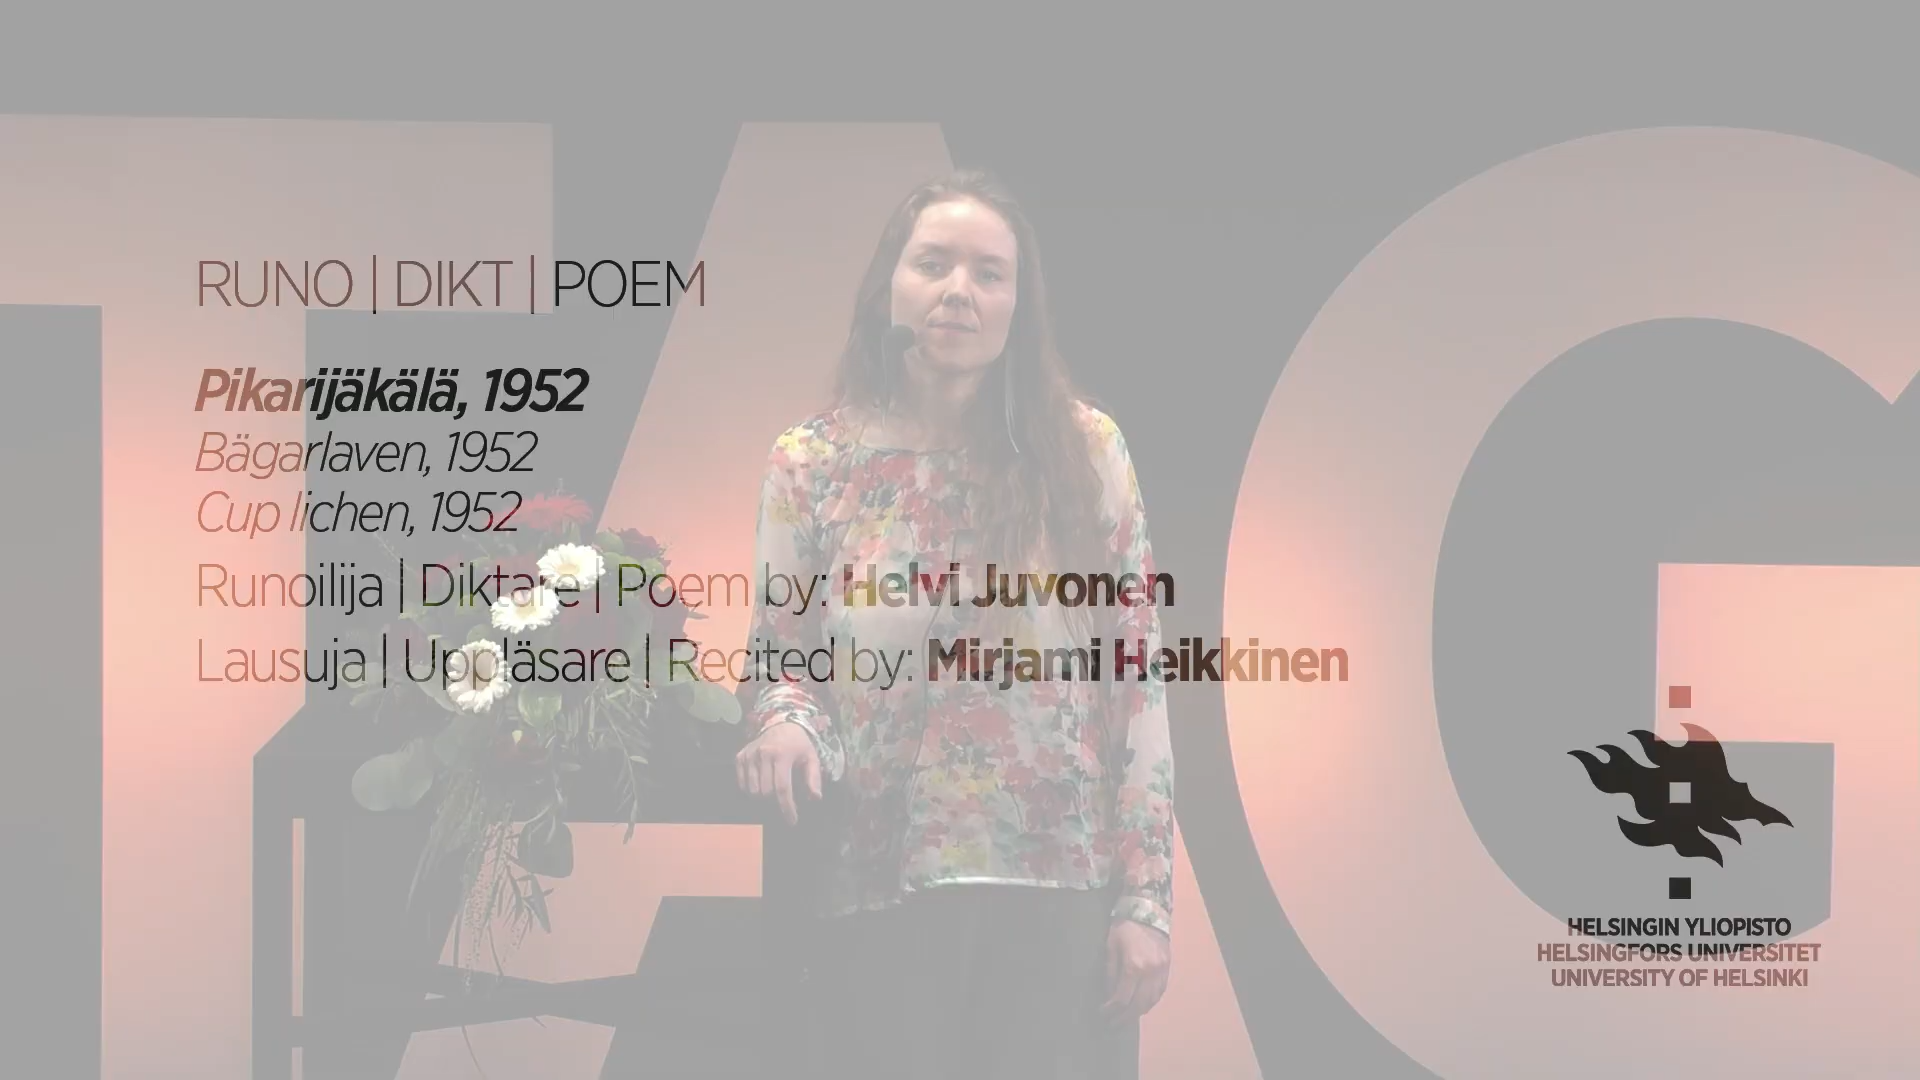 RUNO | DIKT | POEM
Pikarijäkälä, 1952
Bägarlaven, 1952
Cup lichen, 1952
Runoilija | Diktare | Poem by: Helvi Juvonen
Lausuja | Uppläsare | Recited by: Mirjami Heikkinen
HELSINGIN YLIOPISTO
HELSINGFORS UNIVERSITET
UNIVERSITY OF HELSINKI